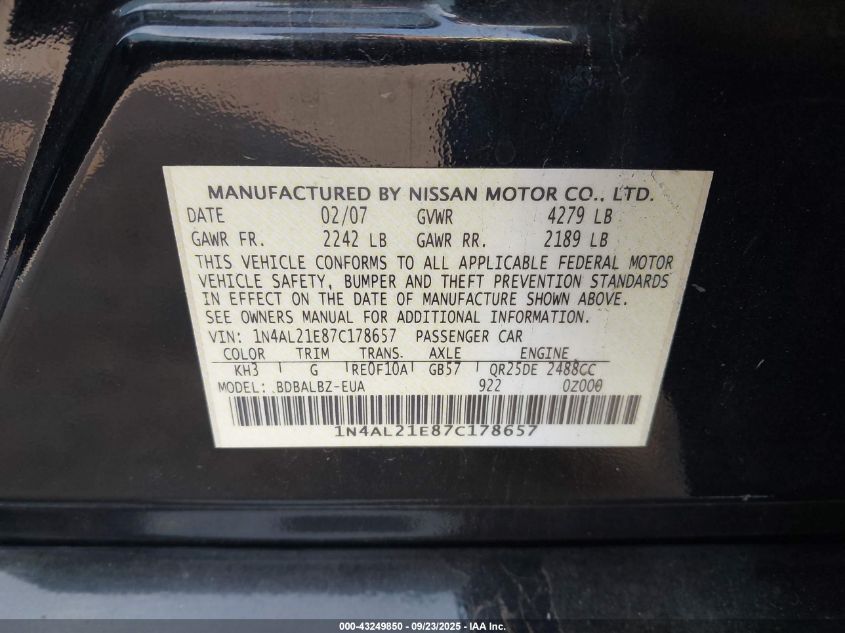 MANUFACTURED BY NISSAN MOTOR CO., LTD.
DATE 02/07 GVWR 4279 LB
GAWR FR. 2242 LB GAWR RR. 2189 LB
THIS VEHICLE CONFORMS TO ALL APPLICABLE FEDERAL MOTOR
VEHICLE SAFETY, BUMPER AND THEFT PREVENTION STANDARDS
IN EFFECT ON THE DATE OF MANUFACTURE SHOWN ABOVE.
SEE OWNERS MANUAL FOR ADDITIONAL INFORMATION.
VIN: 1N4AL21E87C178657 PASSENGER CAR
COLOR TRIM TRANS. AXLE ENGINE
KH3 G RE0F10A GB57 QR25DE 2488CC
MODEL: BDBALBZ-EUA 922 0Z000
1N4AL21E87C178657
000-43249850 - 09/23/2025 - IAA Inc.